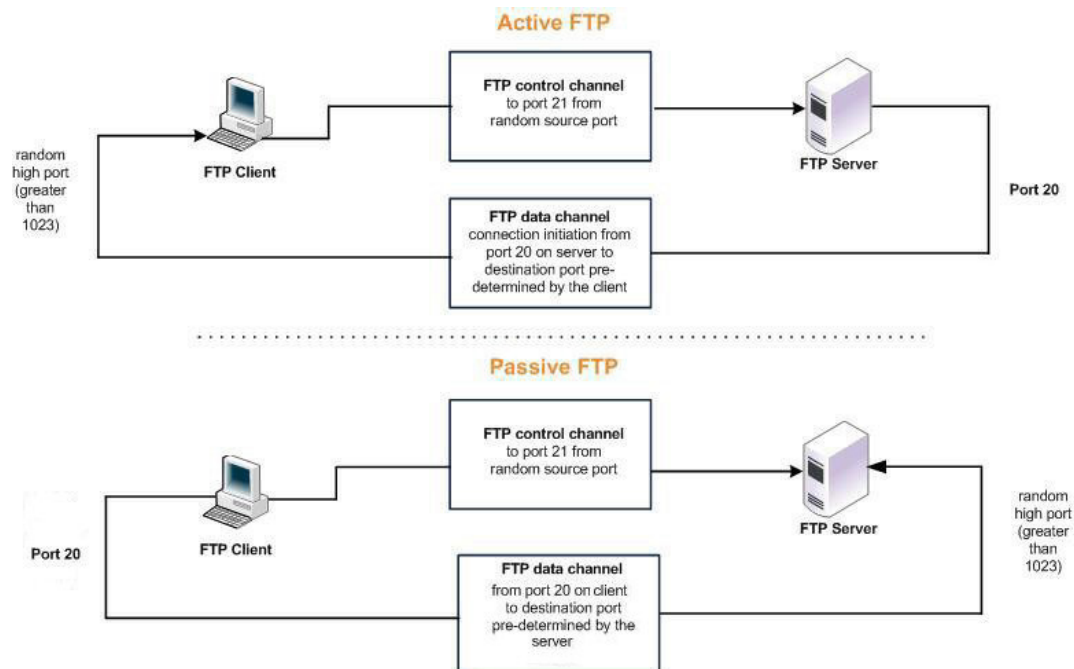 Active FTP
FTP control channel
to port 21 from
random source port
FTP Client
FTP Server
random
high port
(greater
than
1023)
Port 20
FTP data channel
connection initiation from
port 20 on server to
destination port pre-
determined by the client
Passive FTP
FTP control channel
to port 21 from
random source port
FTP Client
FTP Server
Port 20
random
high port
(greater
than
1023)
FTP data channel
from port 20 on client
to destination port
pre-determined by the
server